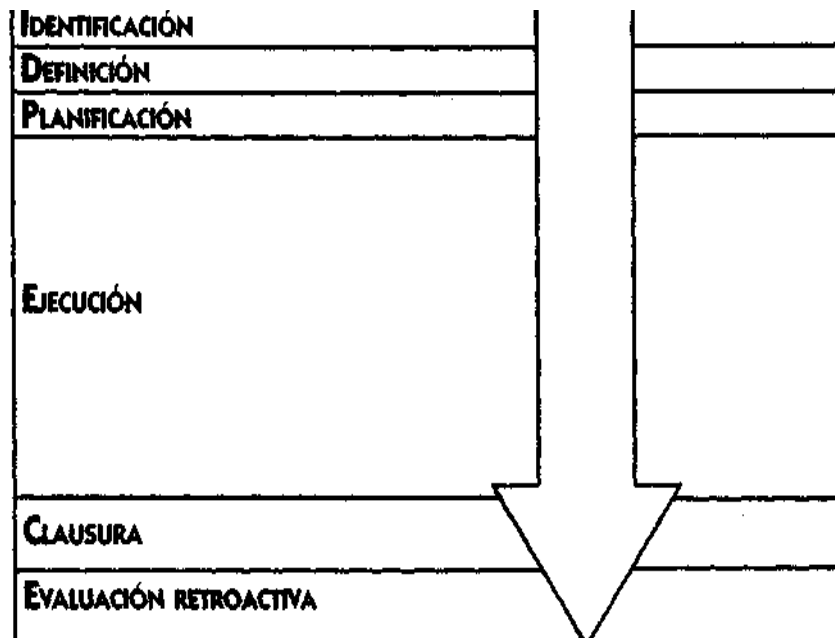 IDENTIFICACIÓN
DEFINICIÓN
PLANIFICACIÓN
EJECUCIÓN
CLAUSURA
EVALUACIÓN RETROACTIVA